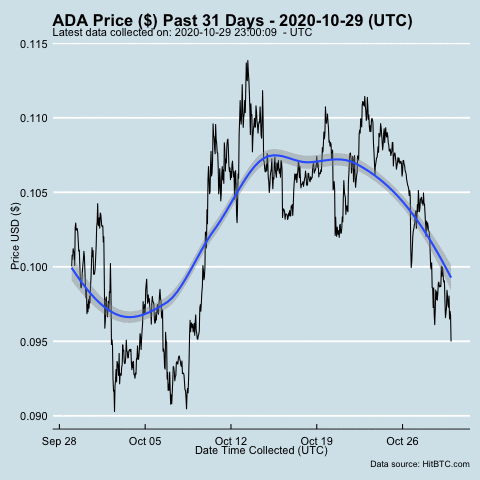 ADA Price ($) Past 31 Days - 2020-10-29 (UTC)
Latest data collected on: 2020-10-29 23:00:09  - UTC
0.115
0.110
0.105
0.100
0.095
0.090
Price USD ($)
Sep 28 Oct 05 Oct 12 Oct 19 Oct 26
Date Time Collected (UTC)
Data source: HitBTC.com